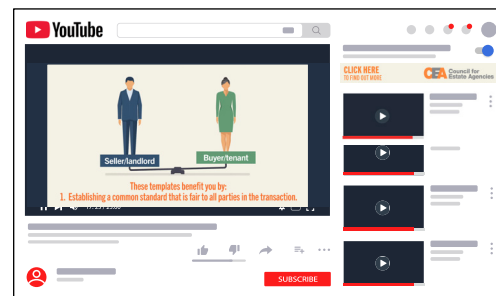 YouTube
CLICK HERE
TO FIND OUT MORE
CEA Council for
Estate Agencies
Seller/landlord
Buyer/tenant
These templates benefit you by:
1. Establishing a common standard that is fair to all parties in the transaction.
SUBSCRIBE